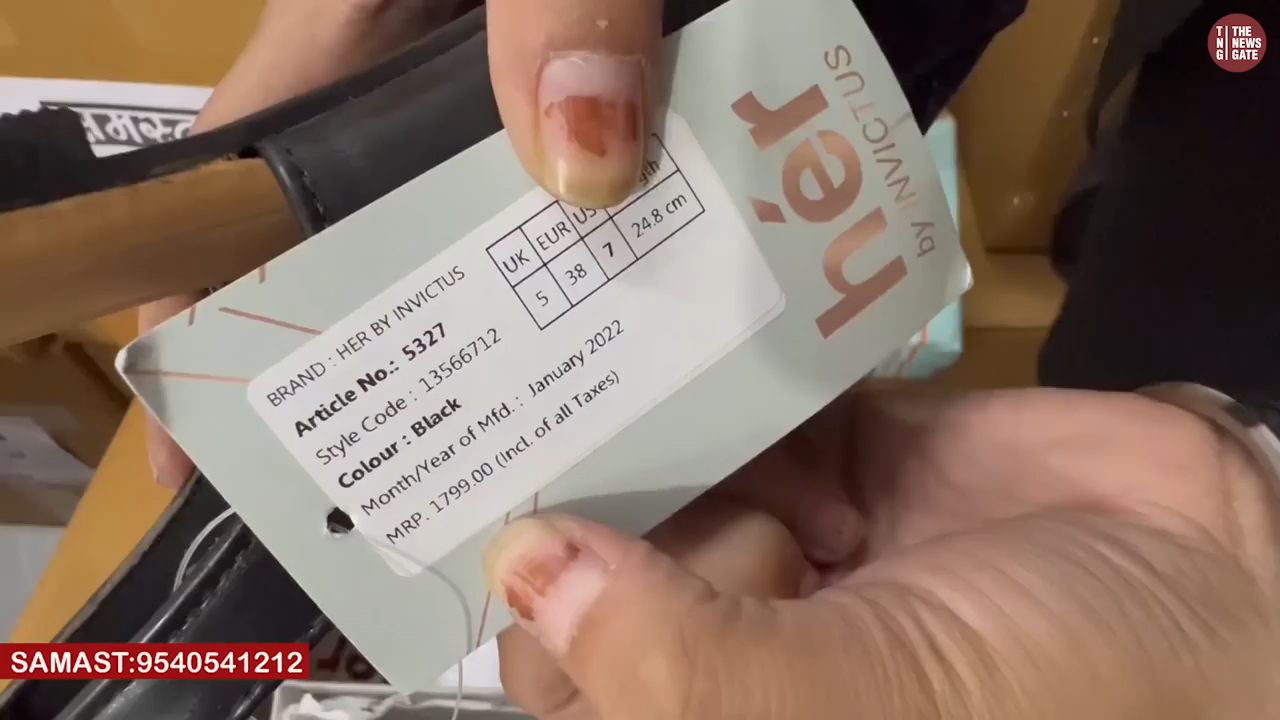 T N G THE NEWS GATE
hér
by INVICTUS
UK EUR US
5 38 7 24.8 cm
BRAND : HER BY INVICTUS
Article No.: 5327
Style Code : 13566712
Colour : Black
Month/Year of Mfd. : January 2022
MRP. 1799.00 (Incl. of all Taxes)
SAMAST:9540541212